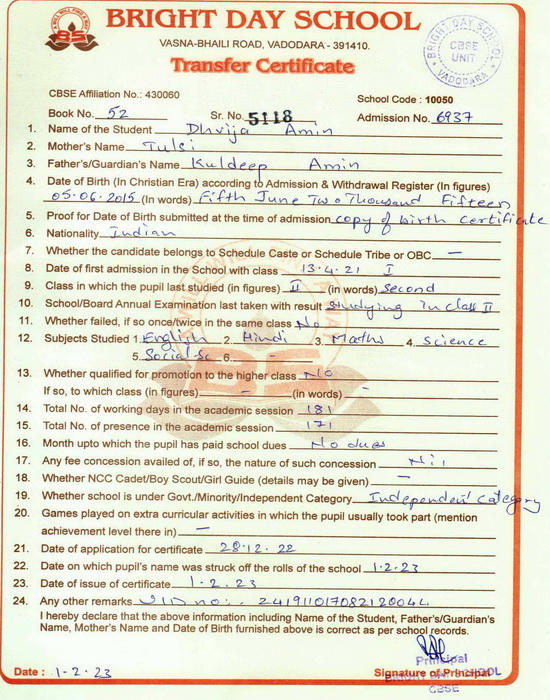 BRIGHT DAY SCHOOL
VASNA-BHAILI ROAD, VADODARA - 391410.
BRIGHT DAY SCHOOL
CBSE
UNIT
VADODARA
Transfer Certificate
CBSE Affiliation No.: 430060
School Code : 10050
Book No. 52 Sr. No. 5118 Admission No. 6937
1. Name of the Student Dhvija Amin
2. Mother's Name Tulsi
3. Father's/Guardian's Name Kuldeep Amin
4. Date of Birth (In Christian Era) according to Admission & Withdrawal Register (In figures)
05.06.2015 (In words) Fifth June Two Thousand Fifteen
5. Proof for Date of Birth submitted at the time of admission copy of birth certificate
6. Nationality Indian
7. Whether the candidate belongs to Schedule Caste or Schedule Tribe or OBC —
8. Date of first admission in the School with class 13.4.21 I
9. Class in which the pupil last studied (in figures) II (in words) Second
10. School/Board Annual Examination last taken with result Studying in class II
11. Whether failed, if so once/twice in the same class No
12. Subjects Studied 1. English 2. Hindi 3. Maths 4. Science
5. Social-Sc 6. —
13. Whether qualified for promotion to the higher class No
If so, to which class (in figures) — (in words) —
14. Total No. of working days in the academic session 181
15. Total No. of presence in the academic session 171
16. Month upto which the pupil has paid school dues No dues
17. Any fee concession availed of, if so, the nature of such concession Nil
18. Whether NCC Cadet/Boy Scout/Girl Guide (details may be given) —
19. Whether school is under Govt./Minority/Independent Category Independent category
20. Games played on extra curricular activities in which the pupil usually took part (mention
achievement level there in) —
21. Date of application for certificate 28.12.22
22. Date on which pupil's name was struck off the rolls of the school 1.2.23
23. Date of issue of certificate 1.2.23
24. Any other remarks UID no:. 241911017082120042
I hereby declare that the above information including Name of the Student, Father's/Guardian's
Name, Mother's Name and Date of Birth furnished above is correct as per school records.
Principal
Date : 1-2-23 Signature of Principal
BRIGHT DAY SCHOOL
CBSE